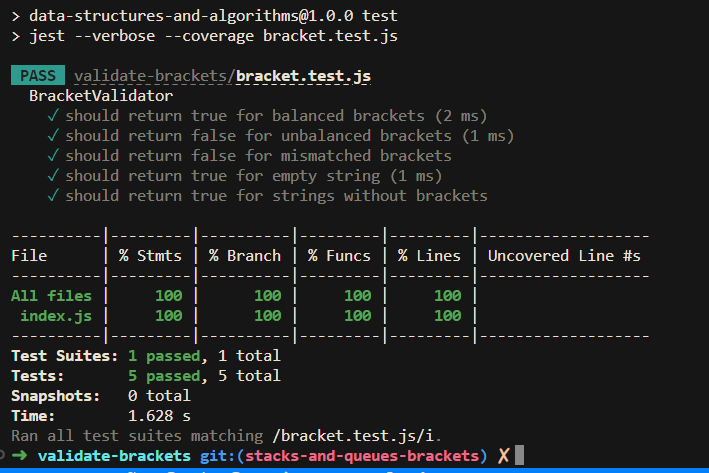 > data-structures-and-algorithms@1.0.0 test
> jest --verbose --coverage bracket.test.js
PASS validate-brackets/bracket.test.js
BracketValidator
✓ should return true for balanced brackets (2 ms)
✓ should return false for unbalanced brackets (1 ms)
✓ should return false for mismatched brackets
✓ should return true for empty string (1 ms)
✓ should return true for strings without brackets
----------|---------|----------|---------|---------|-------------------
File      | % Stmts | % Branch | % Funcs | % Lines | Uncovered Line #s
----------|---------|----------|---------|---------|-------------------
All files |     100 |      100 |     100 |     100 |
 index.js |     100 |      100 |     100 |     100 |
----------|---------|----------|---------|---------|-------------------
Test Suites: 1 passed, 1 total
Tests:       5 passed, 5 total
Snapshots:   0 total
Time:        1.628 s
Ran all test suites matching /bracket.test.js/i.
➜ validate-brackets git:(stacks-and-queues-brackets) ✗